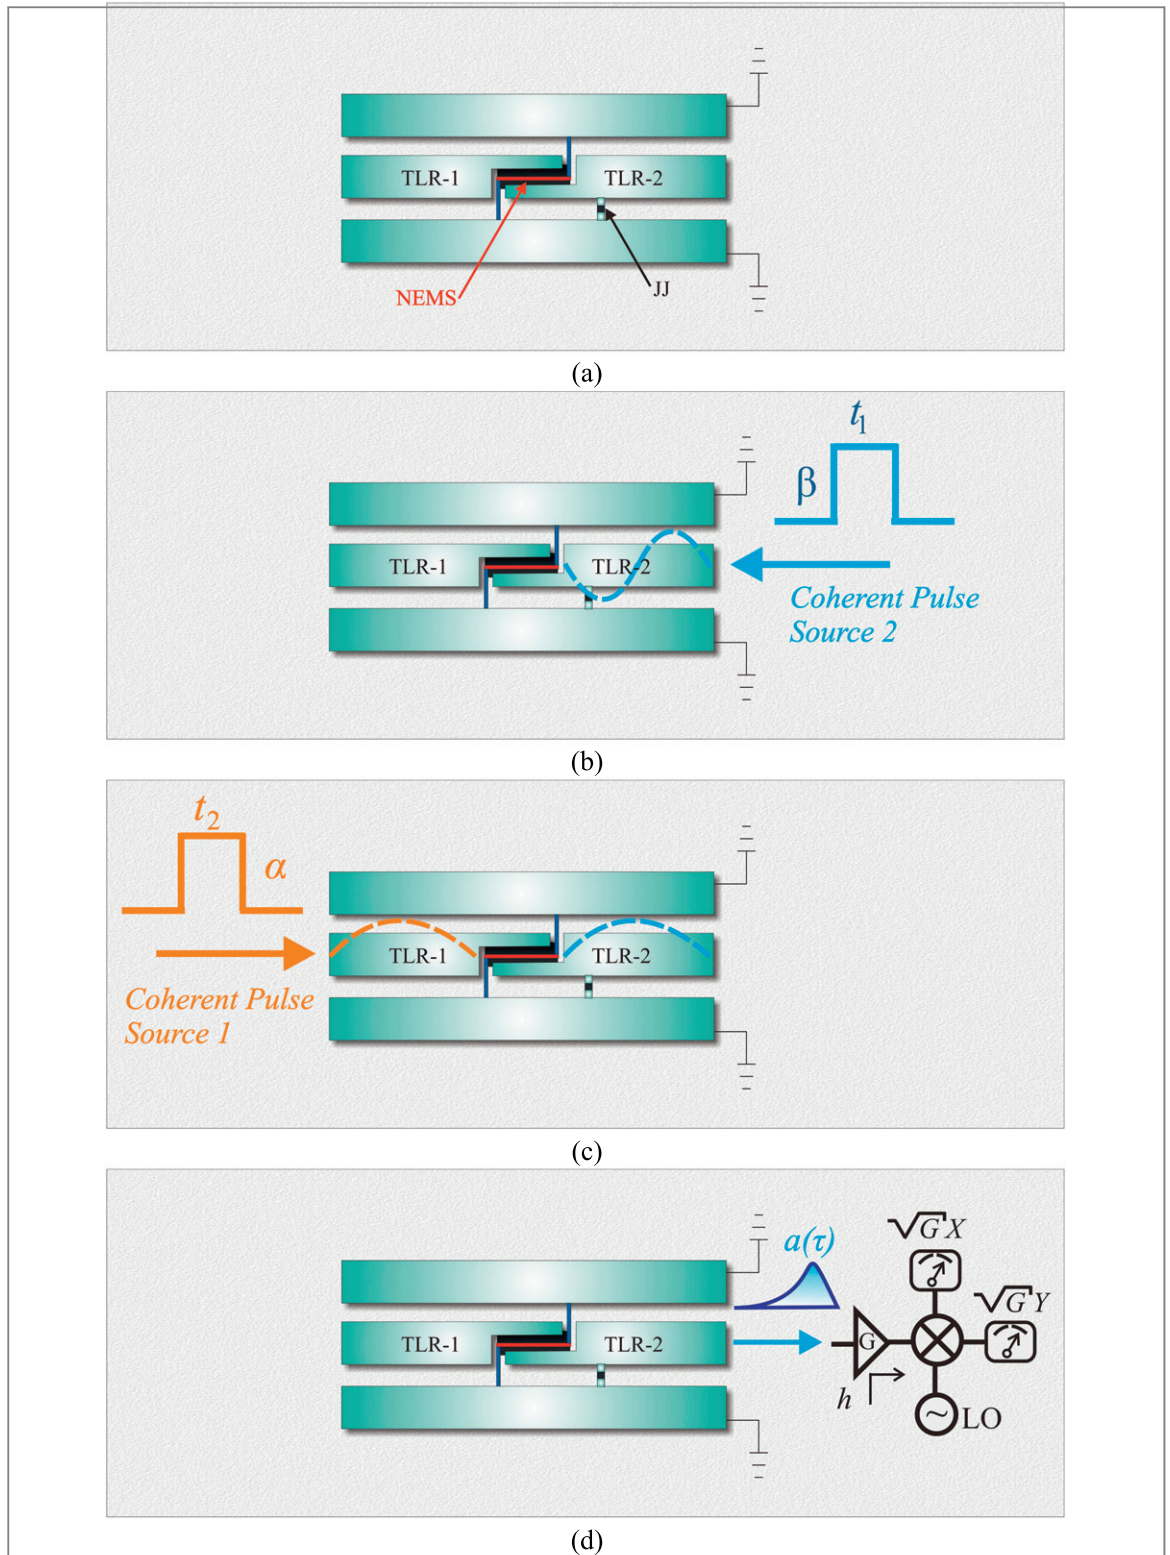 TLR-1
TLR-2
NEMS
JJ
(a)
t₁
β
TLR-1
TLR-2
Coherent Pulse
Source 2
(b)
t₂
α
TLR-1
TLR-2
Coherent Pulse
Source 1
(c)
√G X
a(τ)
√G Y
TLR-1
TLR-2
G
h
~
LO
(d)